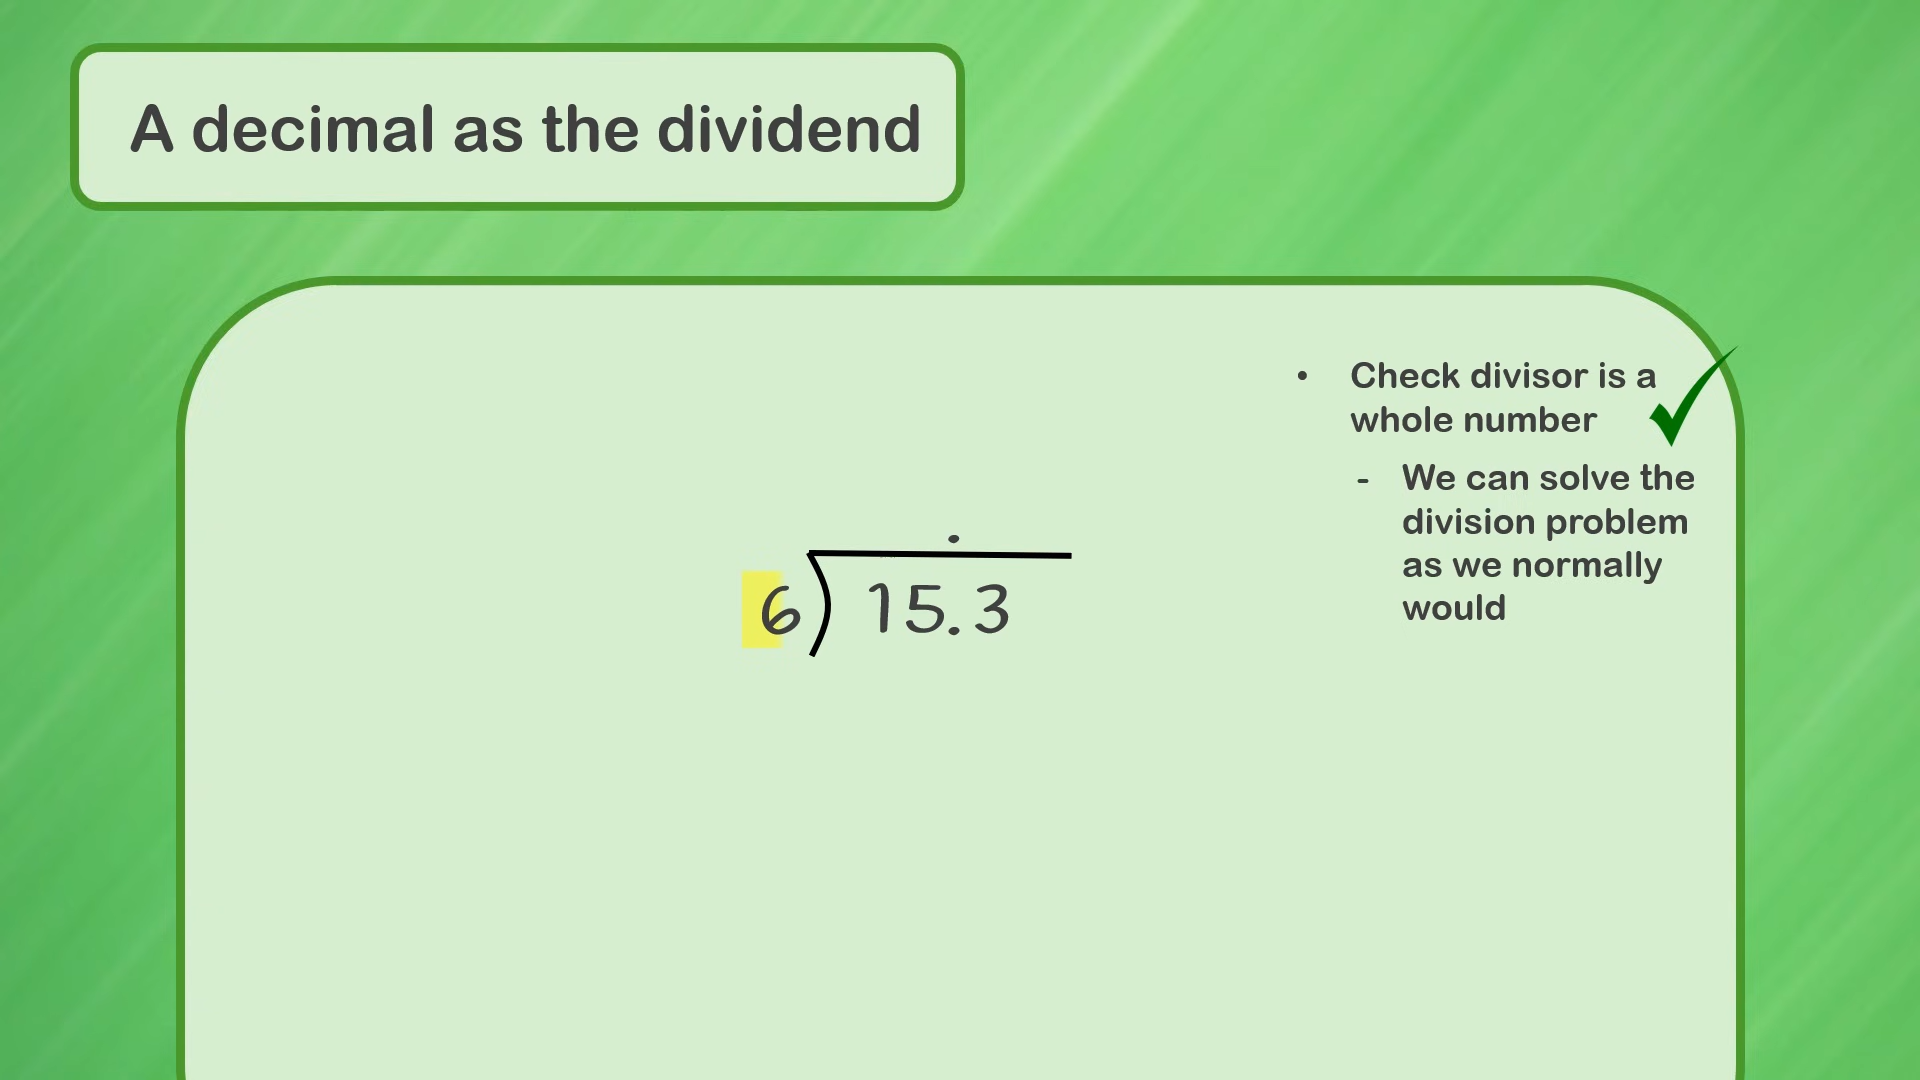 A decimal as the dividend
• Check divisor is a
whole number ✓
- We can solve the
division problem
as we normally
would
.
6) 15.3